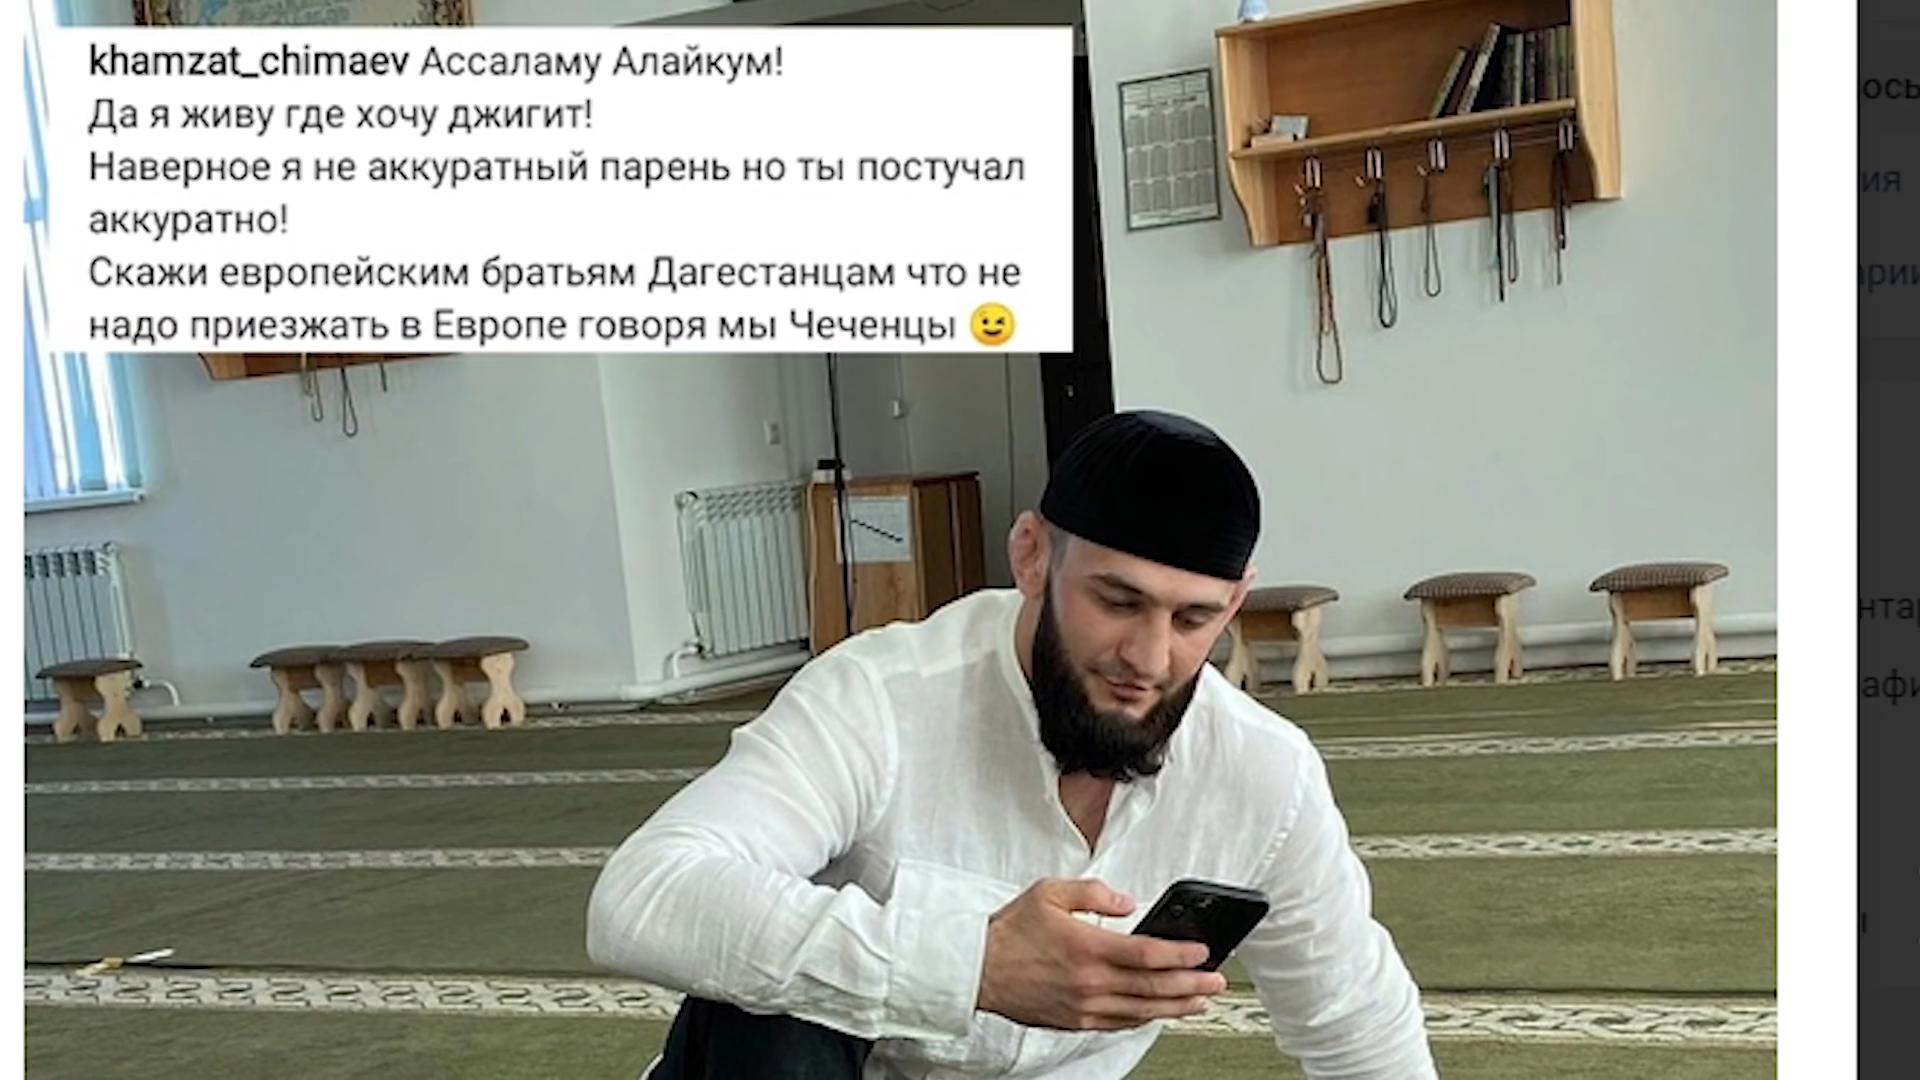 khamzat_chimaev Ассаламу Алайкум!
Да я живу где хочу джигит!
Наверное я не аккуратный парень но ты постучал
аккуратно!
Скажи европейским братьям Дагестанцам что не
надо приезжать в Европе говоря мы Чеченцы 😉